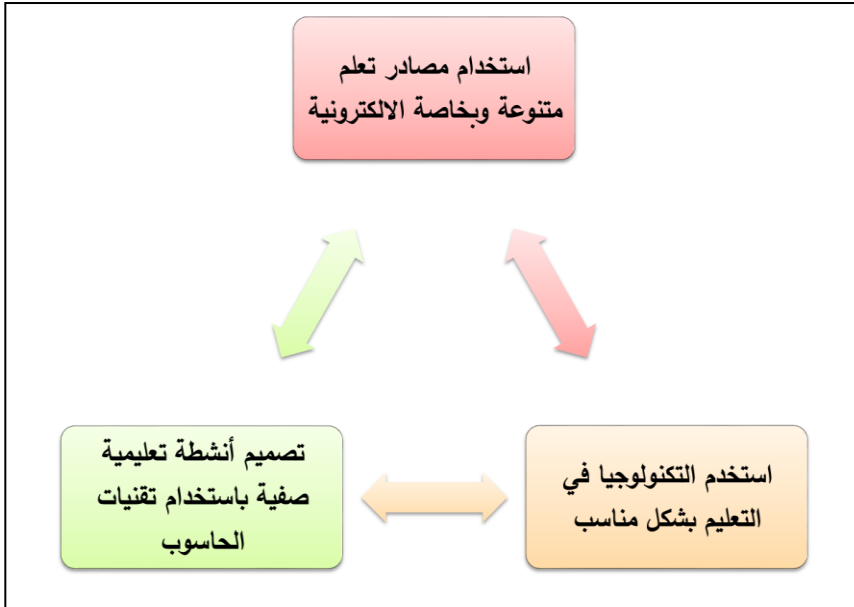 استخدام مصادر تعلم
متنوعة وبخاصة الالكترونية
استخدم التكنولوجيا في
التعليم بشكل مناسب
تصميم أنشطة تعليمية
صفية باستخدام تقنيات
الحاسوب